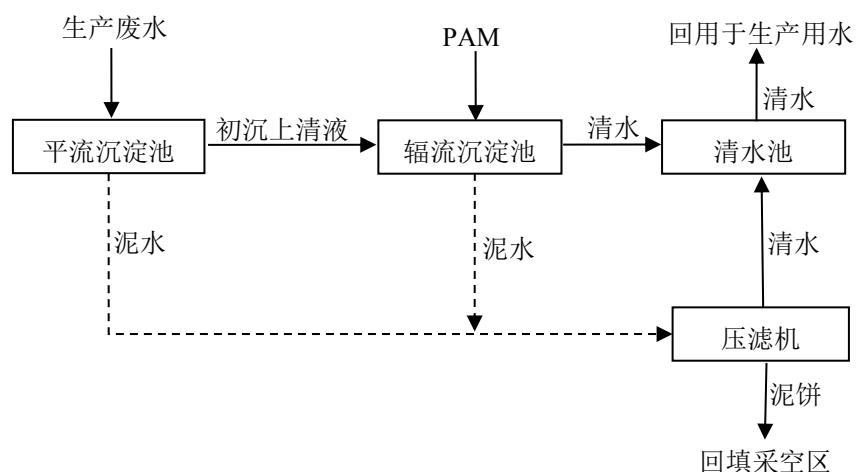 生产废水
PAM
回用于生产用水
清水
平流沉淀池
初沉上清液
辐流沉淀池
清水
清水池
泥水
泥水
清水
压滤机
泥饼
回填采空区